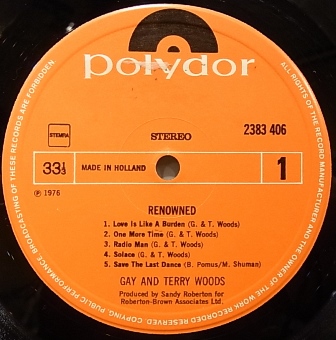 polydor
STEMRA
STEREO
2383 406
33⅓
MADE IN HOLLAND
1
℗ 1976
RENOWNED
1. Love Is Like A Burden (G. & T. Woods)
2. One More Time (G. & T. Woods)
3. Radio Man (G. & T. Woods)
4. Solace (G. & T. Woods)
5. Save The Last Dance (B. Pomus/M. Shuman)
GAY AND TERRY WOODS
Produced by Sandy Roberton for
Roberton-Brown Associates Ltd.
ALL RIGHTS OF THE RECORD MANUFACTURER AND THE OWNER OF THE WORK RECORDED RESERVED. COPYING, PUBLIC PERFORMANCE BROADCASTING OF THESE RECORDS ARE FORBIDDEN.